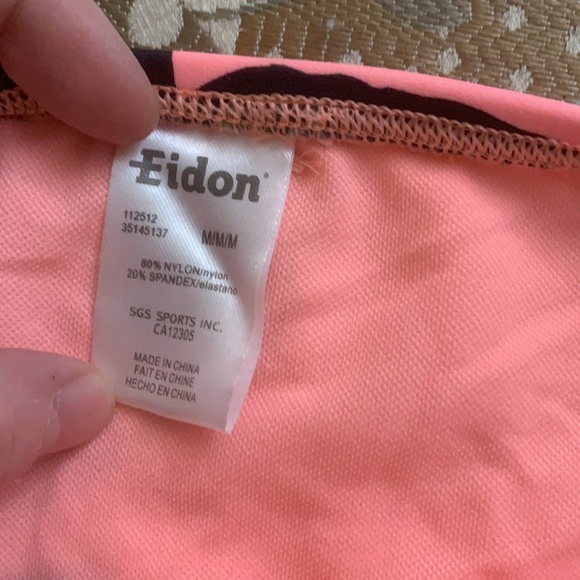 Eidon
112512
35145137 M/M/M
80% NYLON/nylon
20% SPANDEX/elastano
SGS SPORTS INC.
CA12305
MADE IN CHINA
FAIT EN CHINE
HECHO EN CHINA